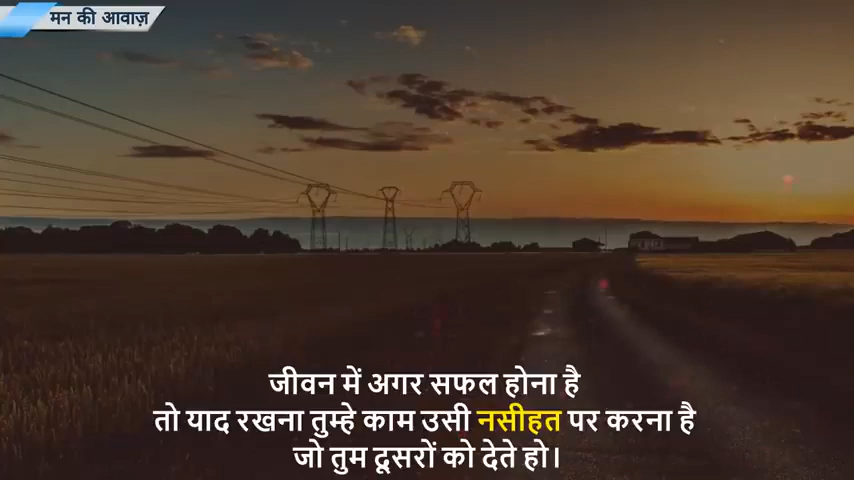 मन की आवाज़
जीवन में अगर सफल होना है
तो याद रखना तुम्हे काम उसी नसीहत पर करना है
जो तुम दूसरों को देते हो।